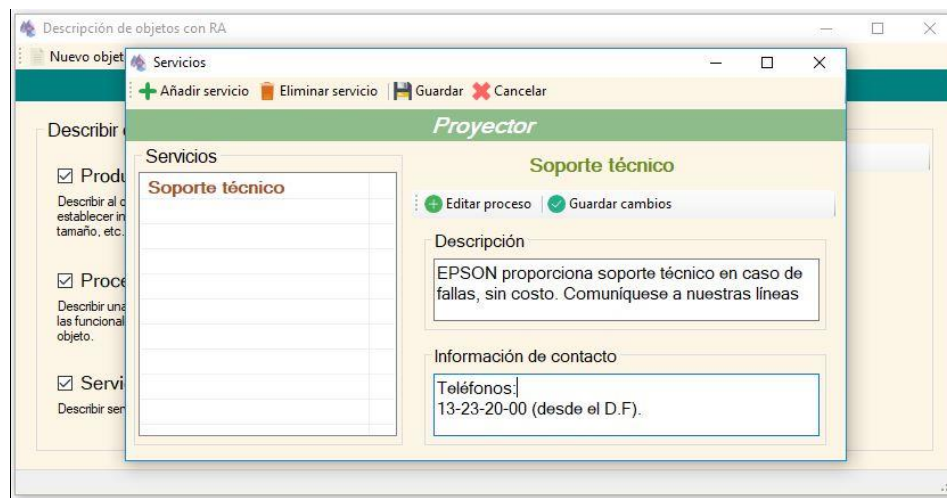 Descripción de objetos con RA
Nuevo objet
Servicios
Añadir servicio Eliminar servicio Guardar Cancelar
Proyector
Describir
Produ
Describir al o
establecer in
tamaño, etc.
Proce
Describir una
las funcional
objeto.
Servi
Describir ser
Servicios
Soporte técnico
Soporte técnico
Editar proceso Guardar cambios
Descripción
EPSON proporciona soporte técnico en caso de
fallas, sin costo. Comuníquese a nuestras líneas
Información de contacto
Teléfonos:
13-23-20-00 (desde el D.F).